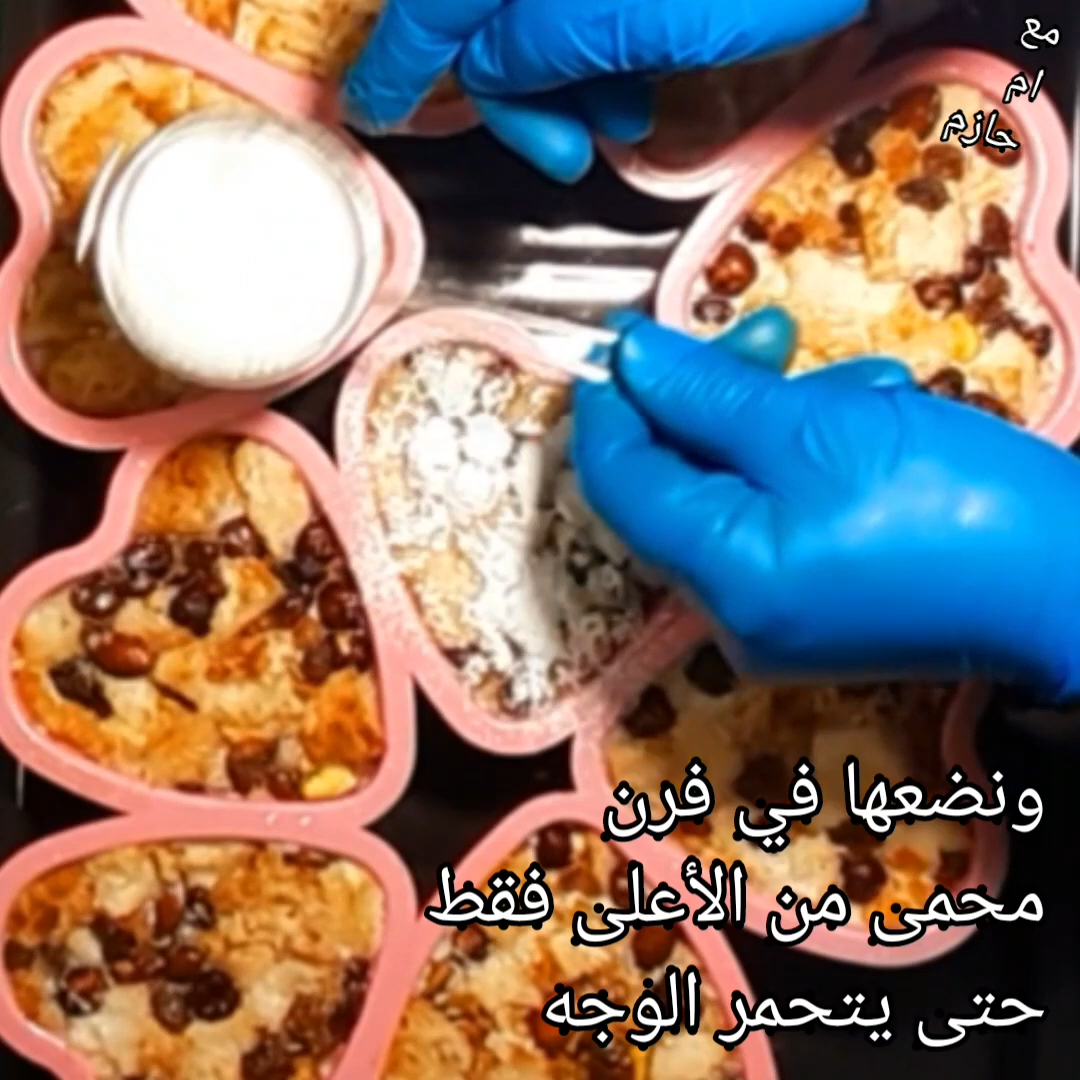 مع
ام
حازم
ونضعها في فرن
محمى من الأعلى فقط
حتى يتحمر الوجه